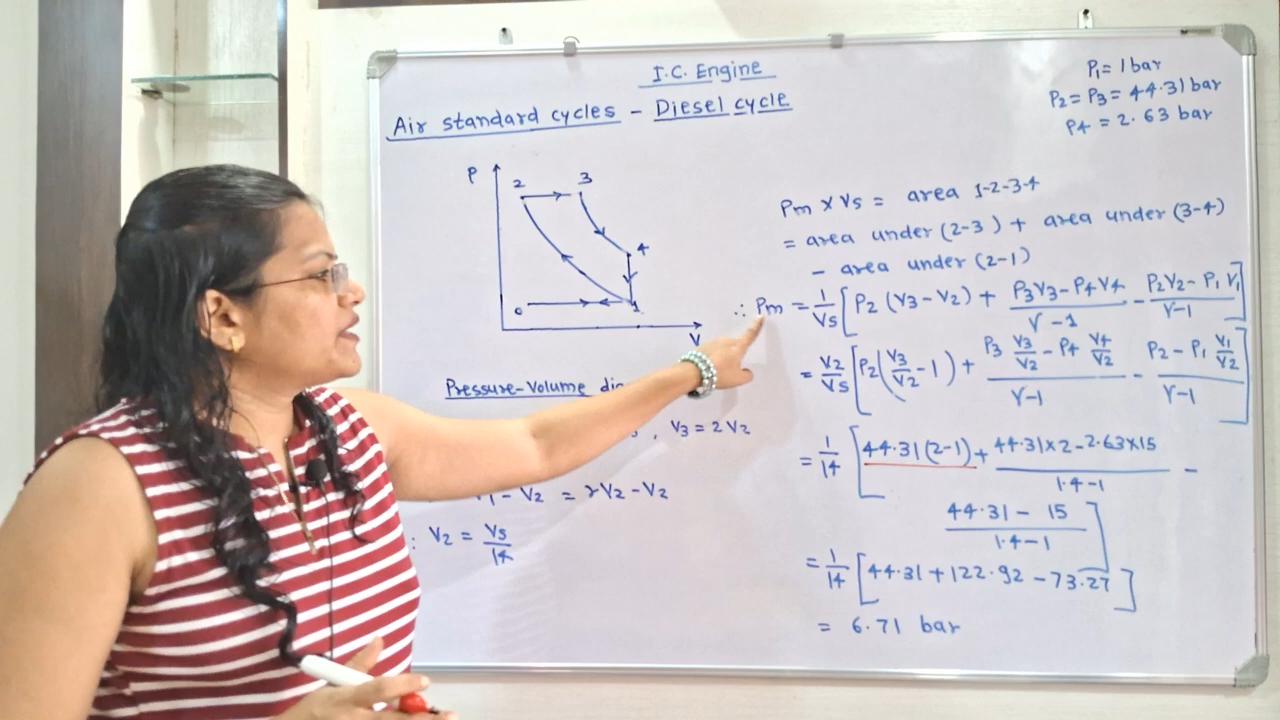 I.C. Engine
Air standard cycles - Diesel cycle
P
2
3
4
0
1
V
Pressure-Volume
, V3 = 2 V2
- V2 = rV2 - V2
V2 = Vs/14
P1 = 1 bar
P2 = P3 = 44.31 bar
P4 = 2.63 bar
Pm x Vs = area 1-2-3-4
= area under (2-3) + area under (3-4)
- area under (2-1)
∴ Pm = 1/Vs [P2 (V3 - V2) + (P3V3 - P4V4)/(γ-1) - (P2V2 - P1V1)/(γ-1)]
= V2/Vs [P2 (V3/V2 - 1) + (P3 V3/V2 - P4 V4/V2)/(γ-1) - (P2 - P1 V1/V2)/(γ-1)]
= 1/14 [44.31(2-1) + (44.31x2 - 2.63x15)/(1.4-1) -
(44.31 - 15)/(1.4-1)]
= 1/14 [44.31 + 122.92 - 73.27]
= 6.71 bar